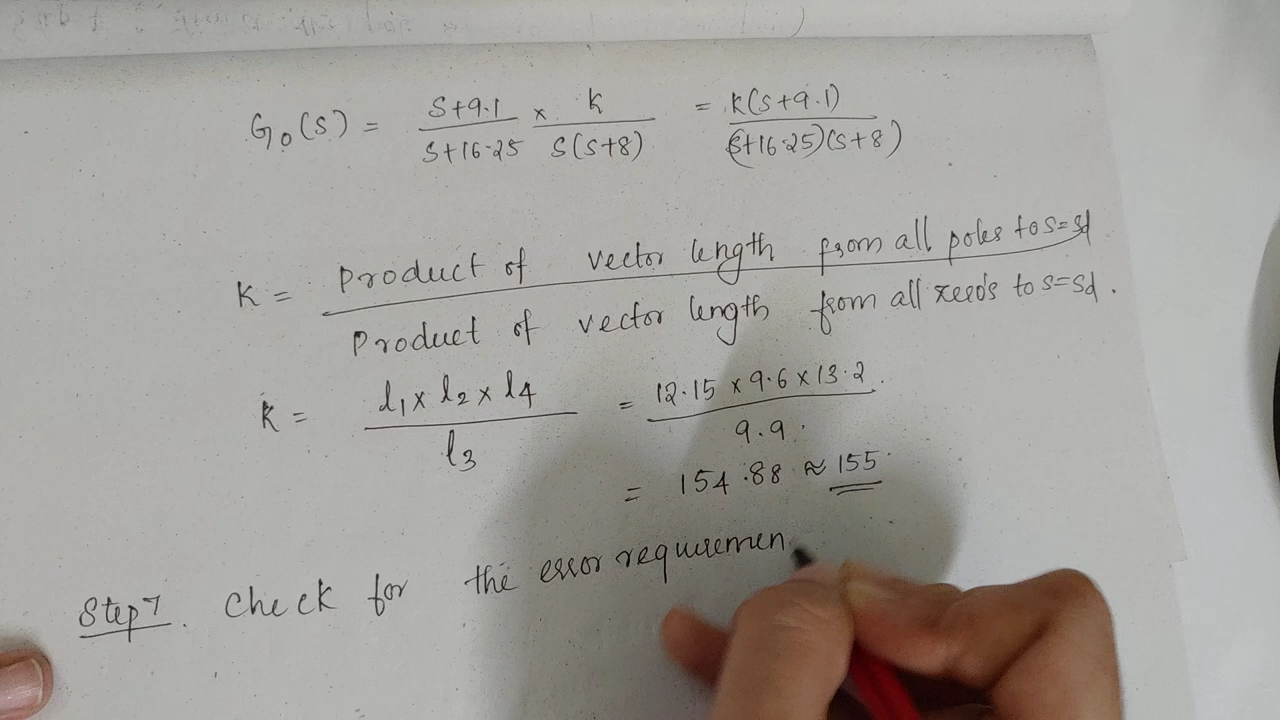 G₀(s) = S+9.1 / S+16.25 × K / S(S+8) = K(S+9.1) / (S+16.25)(S+8)
K = Product of vector length from all poles to s=sd / Product of vector length from all zeros to s=sd.
K = l₁ x l₂ x l₄ / l₃ = 12.15 x 9.6 x 13.2 / 9.9
= 154.88 ≈ 155
Step 7. Check for the error requiremen